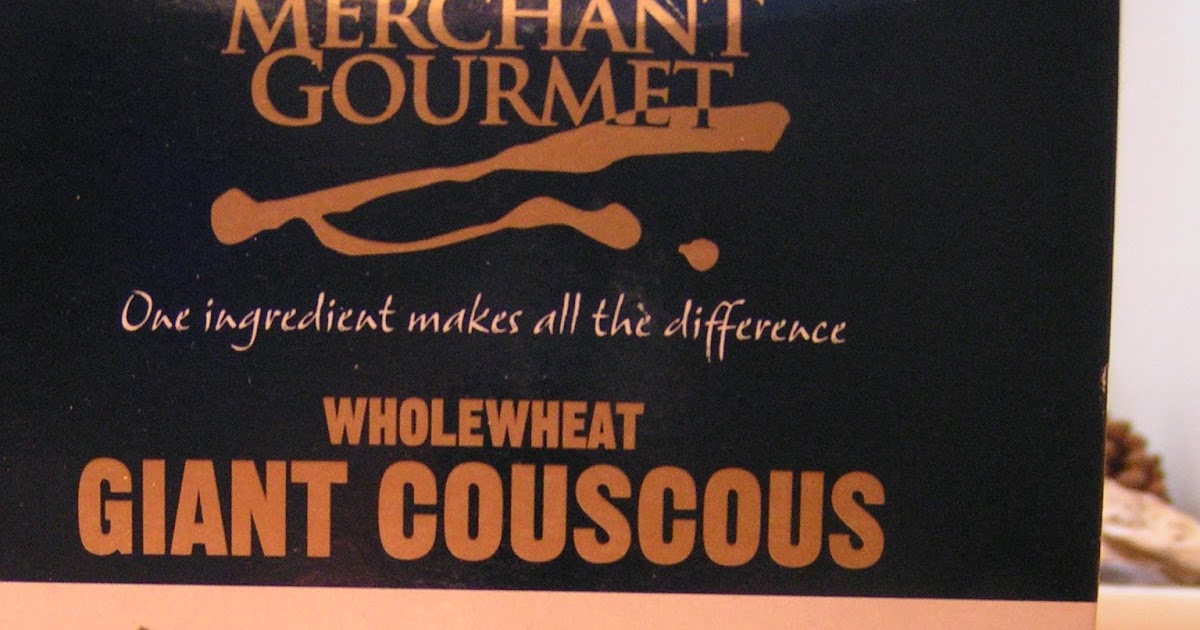 MERCHANT
GOURMET
One ingredient makes all the difference
WHOLEWHEAT
GIANT COUSCOUS